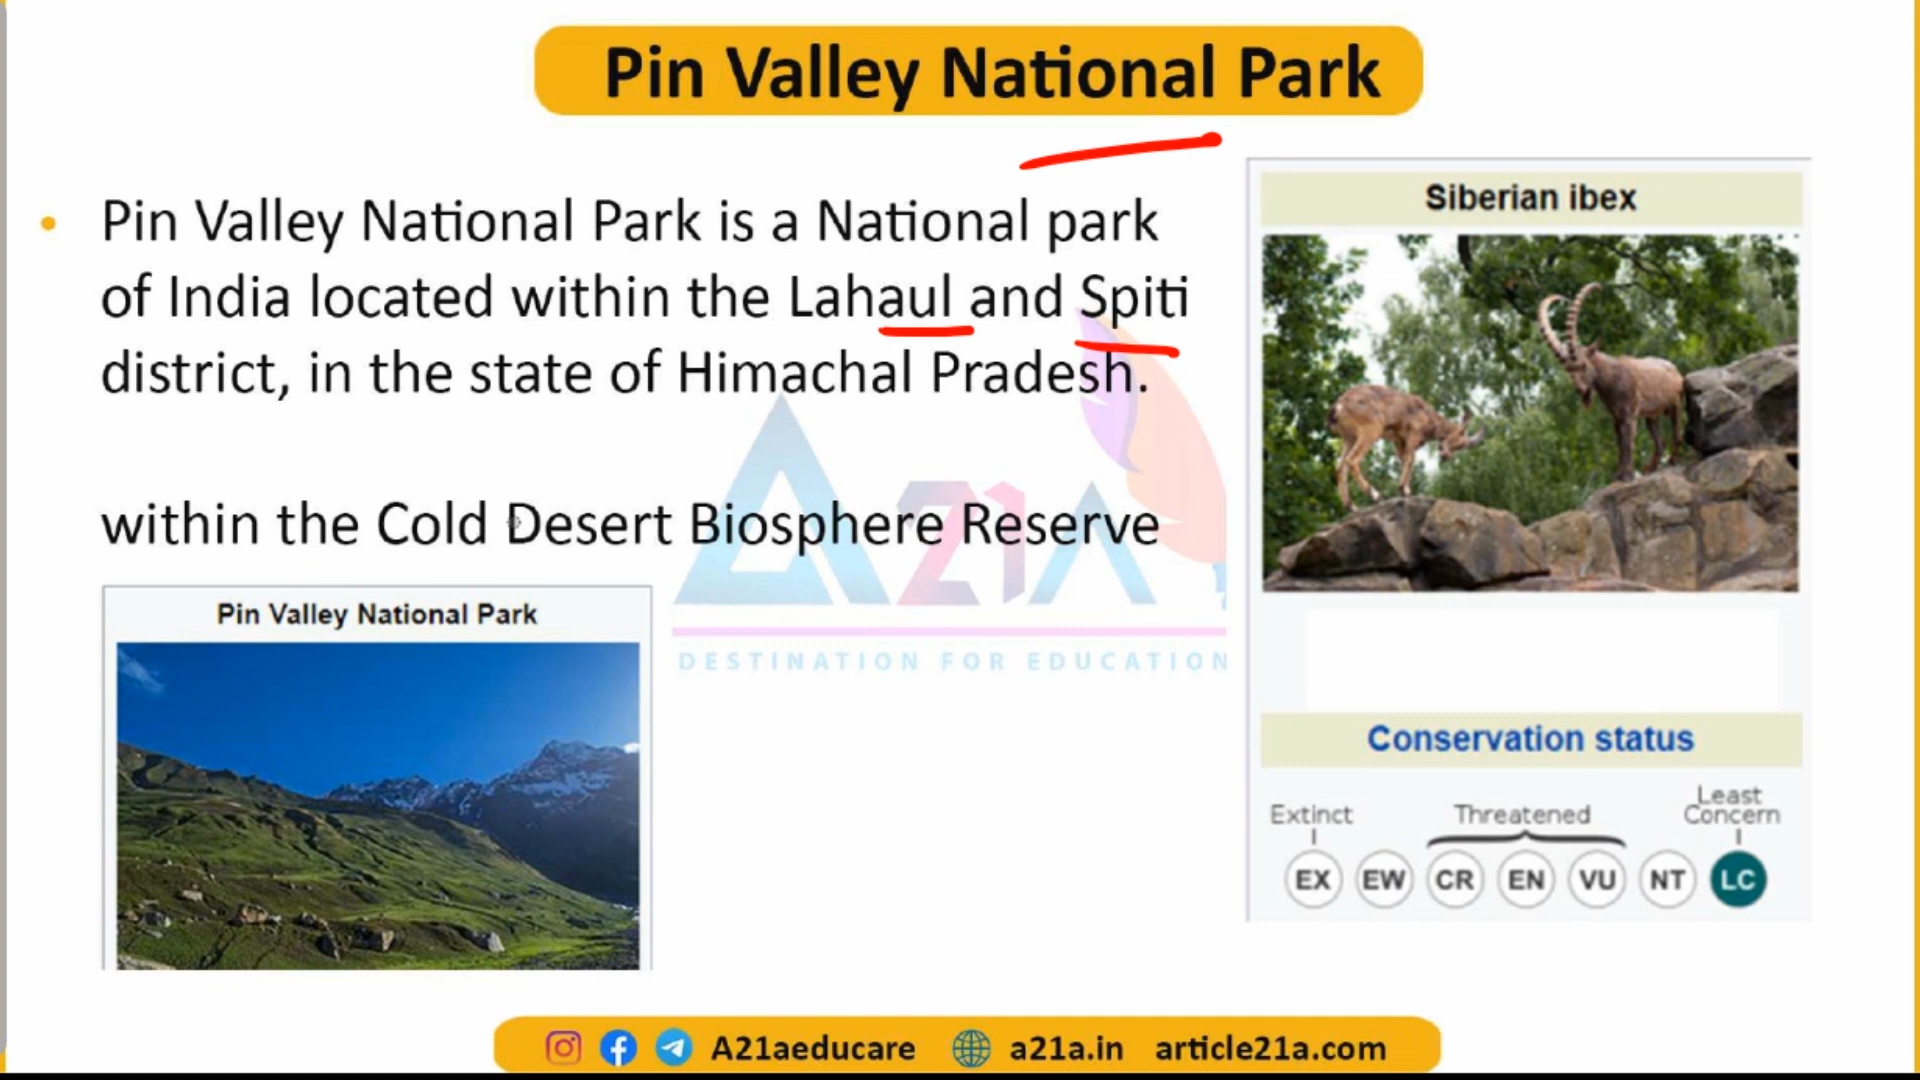 Pin Valley National Park
• Pin Valley National Park is a National park
of India located within the Lahaul and Spiti
district, in the state of Himachal Pradesh.
within the Cold Desert Biosphere Reserve
Pin Valley National Park
A21A
DESTINATION FOR EDUCATION
Siberian ibex
Conservation status
Extinct Threatened Least
Concern
EX EW CR EN VU NT LC
A21aeducare a21a.in article21a.com